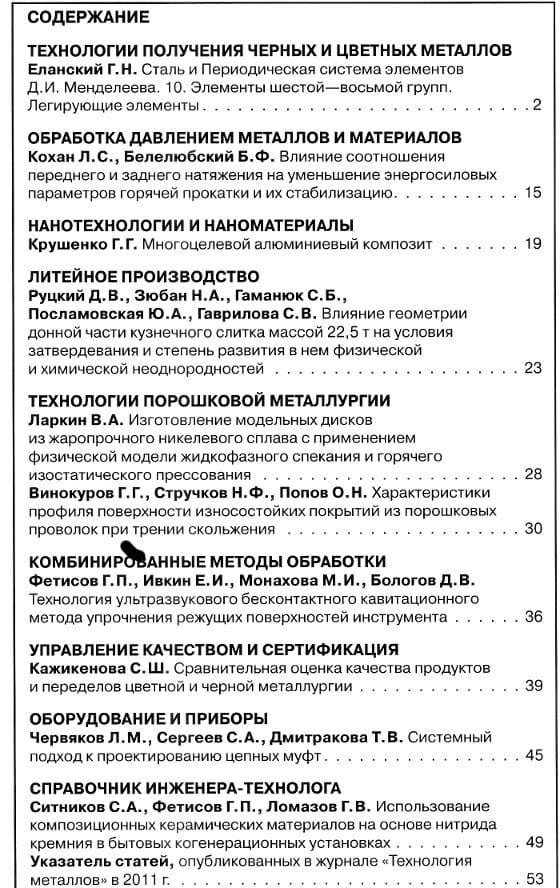 СОДЕРЖАНИЕ
ТЕХНОЛОГИИ ПОЛУЧЕНИЯ ЧЕРНЫХ И ЦВЕТНЫХ МЕТАЛЛОВ
Еланский Г.Н. Сталь и Периодическая система элементов
Д.И. Менделеева. 10. Элементы шестой—восьмой групп.
Легирующие элементы . . . . . . . . . . . . . . . . . . . . . . . . . 2
ОБРАБОТКА ДАВЛЕНИЕМ МЕТАЛЛОВ И МАТЕРИАЛОВ
Кохан Л.С., Белелюбский Б.Ф. Влияние соотношения
переднего и заднего натяжения на уменьшение энергосиловых
параметров горячей прокатки и их стабилизацию. . . . . . . . . . 15
НАНОТЕХНОЛОГИИ И НАНОМАТЕРИАЛЫ
Крушенко Г.Г. Многоцелевой алюминиевый композит . . . . . . . 19
ЛИТЕЙНОЕ ПРОИЗВОДСТВО
Руцкий Д.В., Зюбан Н.А., Гаманюк С.Б.,
Посламовская Ю.А., Гаврилова С.В. Влияние геометрии
донной части кузнечного слитка массой 22,5 т на условия
затвердевания и степень развития в нем физической
и химической неоднородностей . . . . . . . . . . . . . . . . . . . 23
ТЕХНОЛОГИИ ПОРОШКОВОЙ МЕТАЛЛУРГИИ
Ларкин В.А. Изготовление модельных дисков
из жаропрочного никелевого сплава с применением
физической модели жидкофазного спекания и горячего
изостатического прессования . . . . . . . . . . . . . . . . . . . . 28
Винокуров Г.Г., Стручков Н.Ф., Попов О.Н. Характеристики
профиля поверхности износостойких покрытий из порошковых
проволок при трении скольжения . . . . . . . . . . . . . . . . . . 30
КОМБИНИРОВАННЫЕ МЕТОДЫ ОБРАБОТКИ
Фетисов Г.П., Ивкин Е.И., Монахова М.И., Бологов Д.В.
Технология ультразвукового бесконтактного кавитационного
метода упрочнения режущих поверхностей инструмента . . . . . . 36
УПРАВЛЕНИЕ КАЧЕСТВОМ И СЕРТИФИКАЦИЯ
Кажикенова С.Ш. Сравнительная оценка качества продуктов
и переделов цветной и черной металлургии . . . . . . . . . . . . . 39
ОБОРУДОВАНИЕ И ПРИБОРЫ
Червяков Л.М., Сергеев С.А., Дмитракова Т.В. Системный
подход к проектированию цепных муфт. . . . . . . . . . . . . . . . 45
СПРАВОЧНИК ИНЖЕНЕРА-ТЕХНОЛОГА
Ситников С.А., Фетисов Г.П., Ломазов Г.В. Использование
композиционных керамических материалов на основе нитрида
кремния в бытовых когенерационных установках . . . . . . . . . . 49
Указатель статей, опубликованных в журнале «Технология
металлов» в 2011 г. . . . . . . . . . . . . . . . . . . . . . . . . . . 53